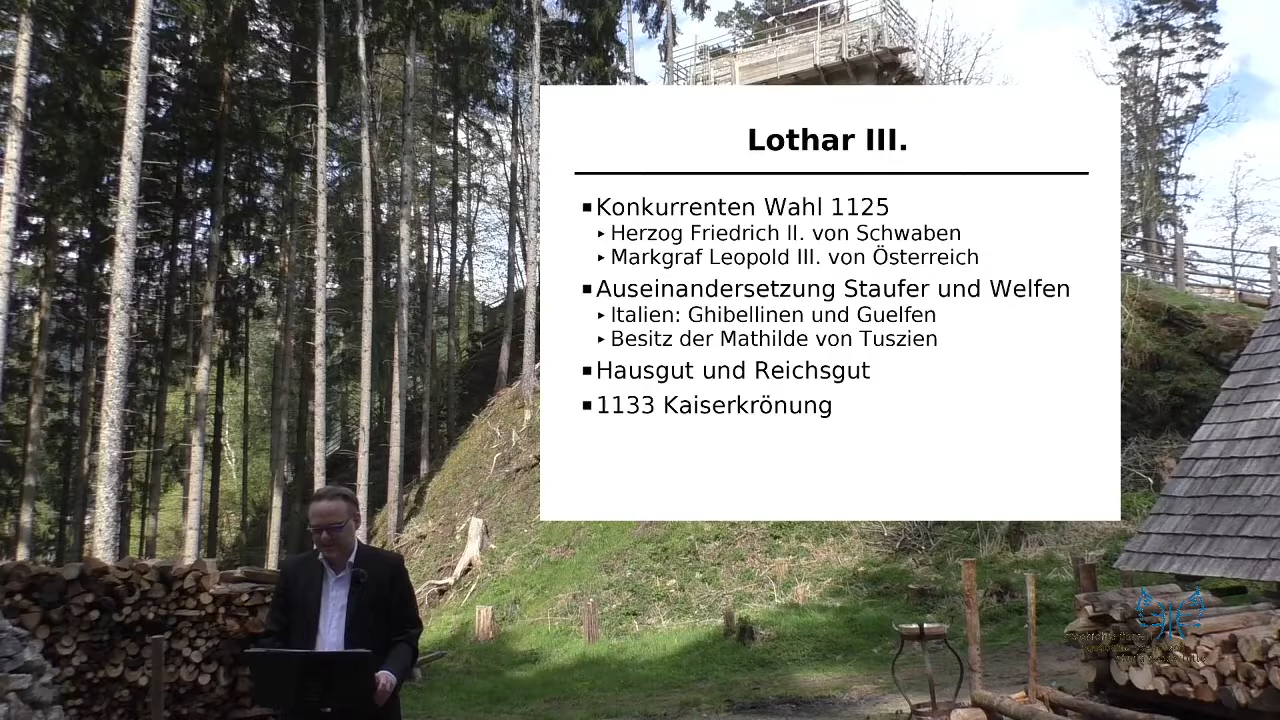 Lothar III.
▪Konkurrenten Wahl 1125
‣Herzog Friedrich II. von Schwaben
‣Markgraf Leopold III. von Österreich
▪Auseinandersetzung Staufer und Welfen
‣Italien: Ghibellinen und Guelfen
‣Besitz der Mathilde von Tuszien
▪Hausgut und Reichsgut
▪1133 Kaiserkrönung